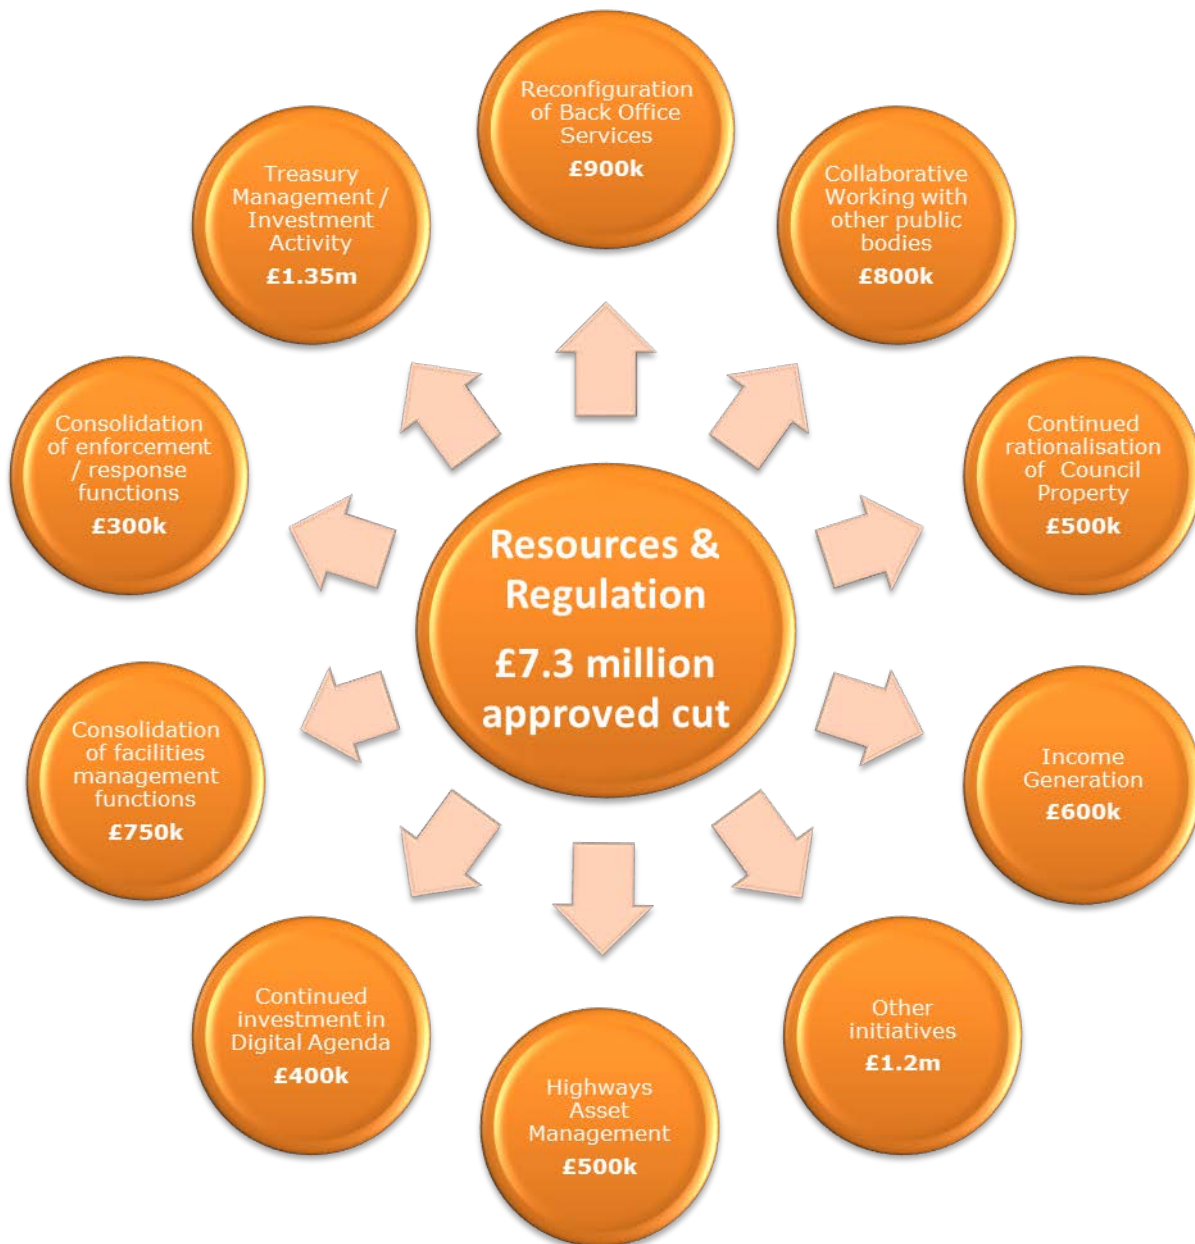 Reconfiguration
of Back Office
Services
£900k
Collaborative
Working with
other public
bodies
£800k
Continued
rationalisation
of Council
Property
£500k
Income
Generation
£600k
Other
initiatives
£1.2m
Highways
Asset
Management
£500k
Continued
investment in
Digital Agenda
£400k
Consolidation
of facilities
management
functions
£750k
Consolidation
of enforcement
/ response
functions
£300k
Treasury
Management /
Investment
Activity
£1.35m
Resources &
Regulation
£7.3 million
approved cut